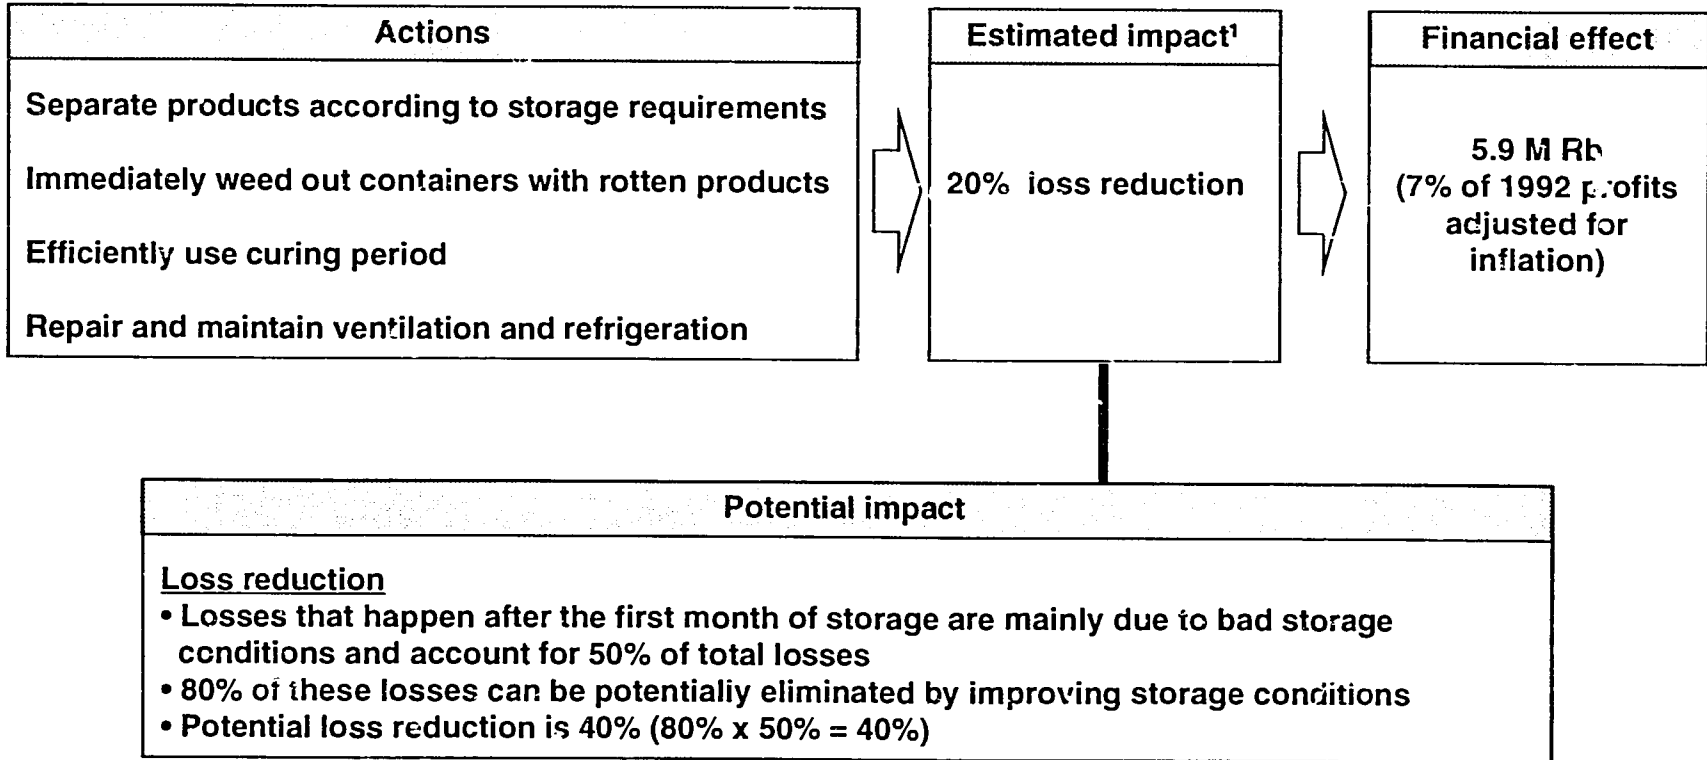 Actions
Separate products according to storage requirements
Immediately weed out containers with rotten products
Efficiently use curing period
Repair and maintain ventilation and refrigeration
Estimated impact¹
20% loss reduction
Financial effect
5.9 M Rb
(7% of 1992 profits
adjusted for
inflation)
Potential impact
Loss reduction
• Losses that happen after the first month of storage are mainly due to bad storage
conditions and account for 50% of total losses
• 80% of these losses can be potentially eliminated by improving storage conditions
• Potential loss reduction is 40% (80% x 50% = 40%)